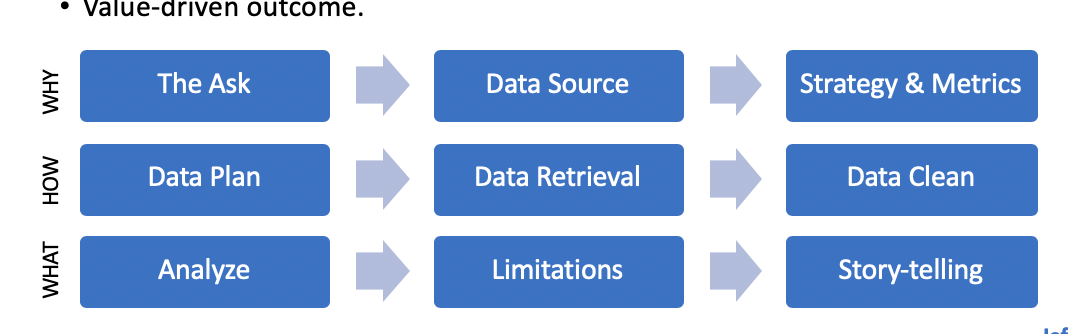 • Value-driven outcome.
WHY
The Ask
Data Source
Strategy & Metrics
HOW
Data Plan
Data Retrieval
Data Clean
WHAT
Analyze
Limitations
Story-telling